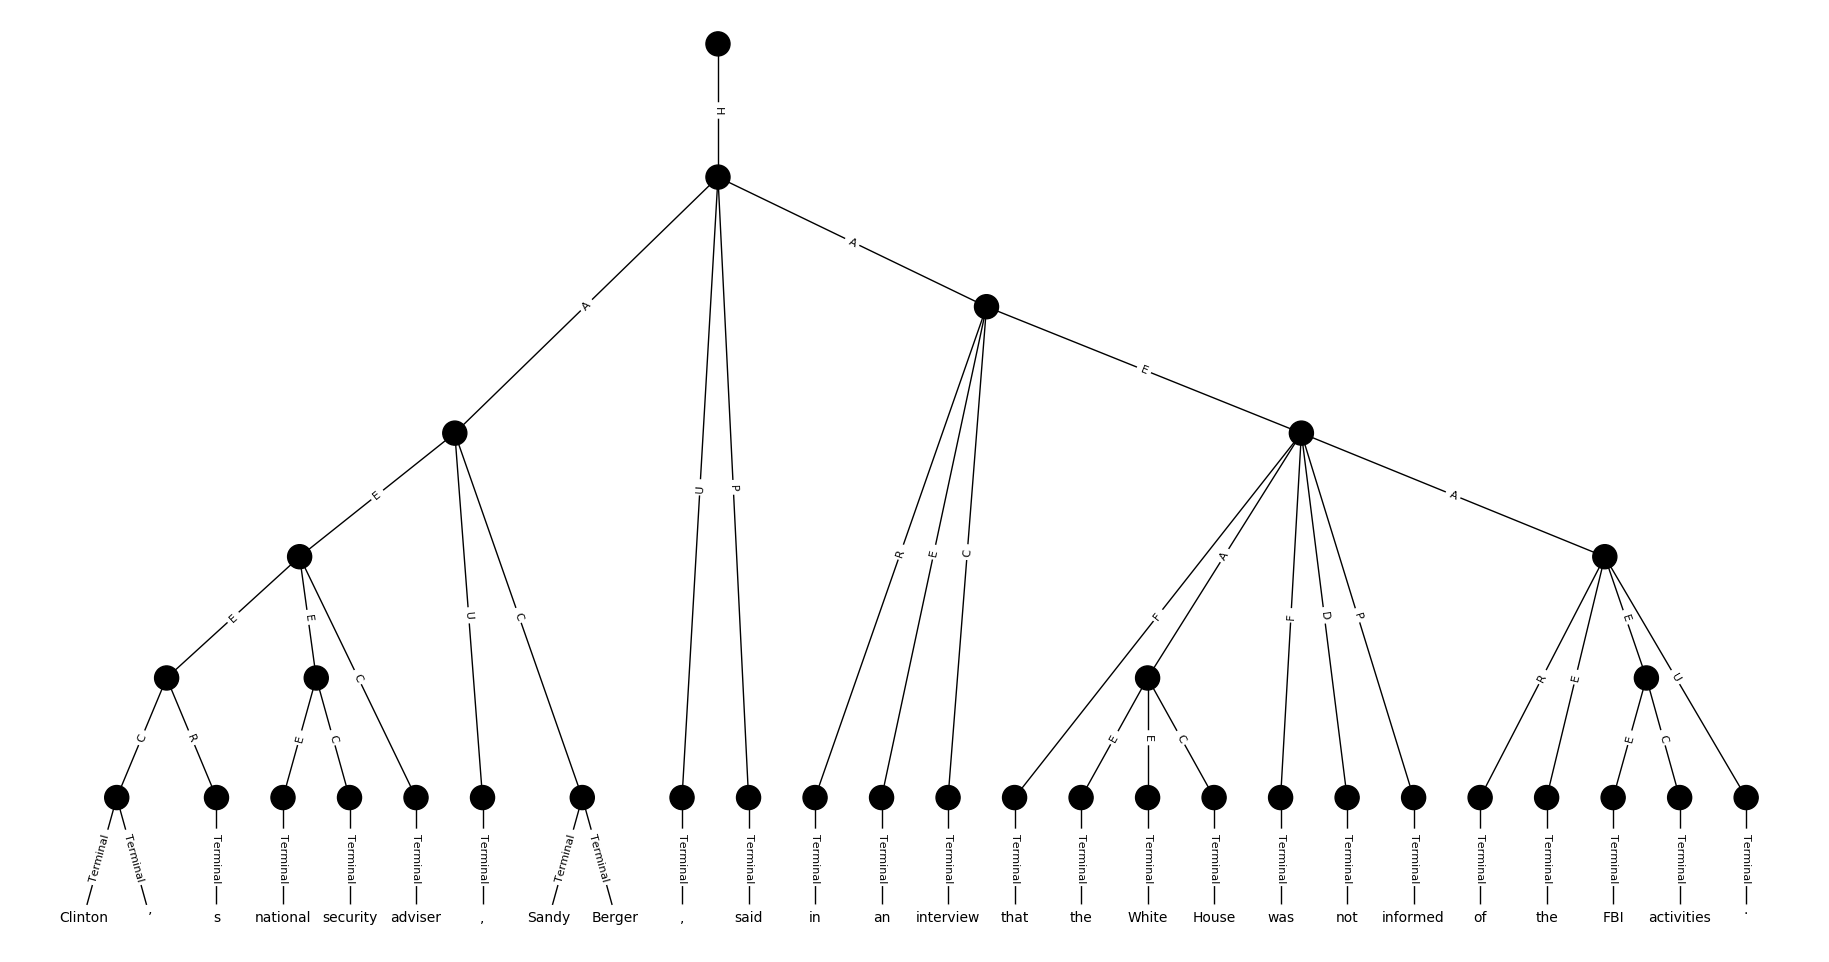 H
A
A
E
E
A
U
P
R
E
C
F
A
E
E
C
U
C
F
D
P
R
E
E
U
C
R
E
C
E
E
C
E
C
Terminal Terminal Terminal Terminal Terminal Terminal Terminal Terminal Terminal Terminal Terminal Terminal Terminal Terminal Terminal Terminal Terminal Terminal Terminal Terminal Terminal Terminal Terminal Terminal Terminal Terminal
Clinton ' s national security adviser , Sandy Berger , said in an interview that the White House was not informed of the FBI activities .